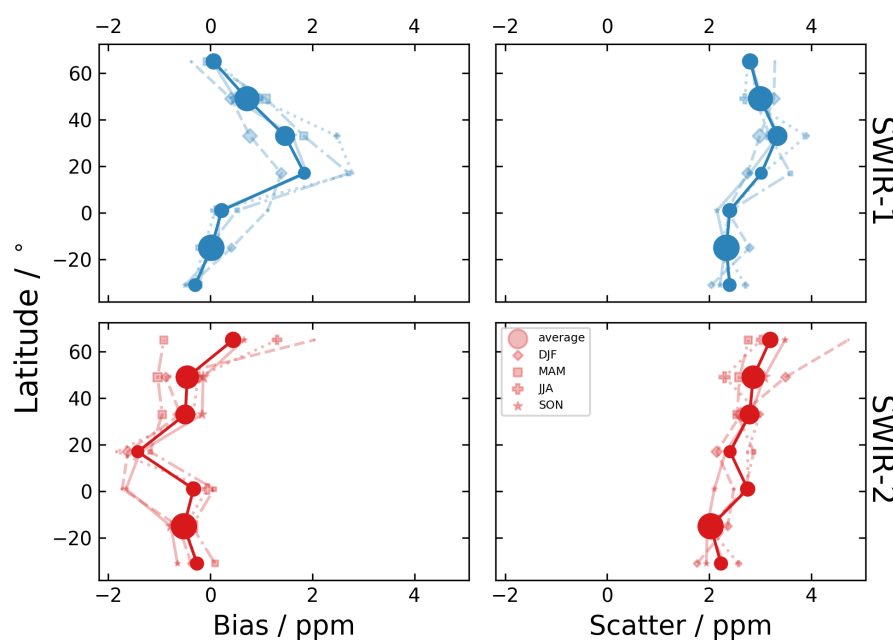 −2 0 2 4 −2 0 2 4
60
40
20
0
−20
SWIR-1
Latitude / °
60
40
20
0
−20
average
DJF
MAM
JJA
SON
SWIR-2
−2 0 2 4 −2 0 2 4
Bias / ppm Scatter / ppm